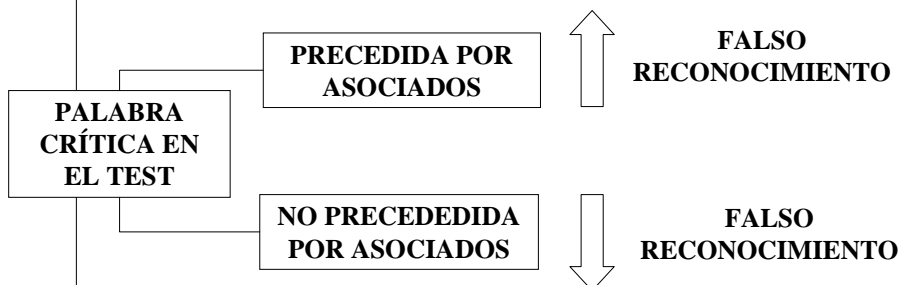 PRECEDIDA POR
ASOCIADOS
FALSO
RECONOCIMIENTO
PALABRA
CRÍTICA EN
EL TEST
NO PRECEDEDIDA
POR ASOCIADOS
FALSO
RECONOCIMIENTO